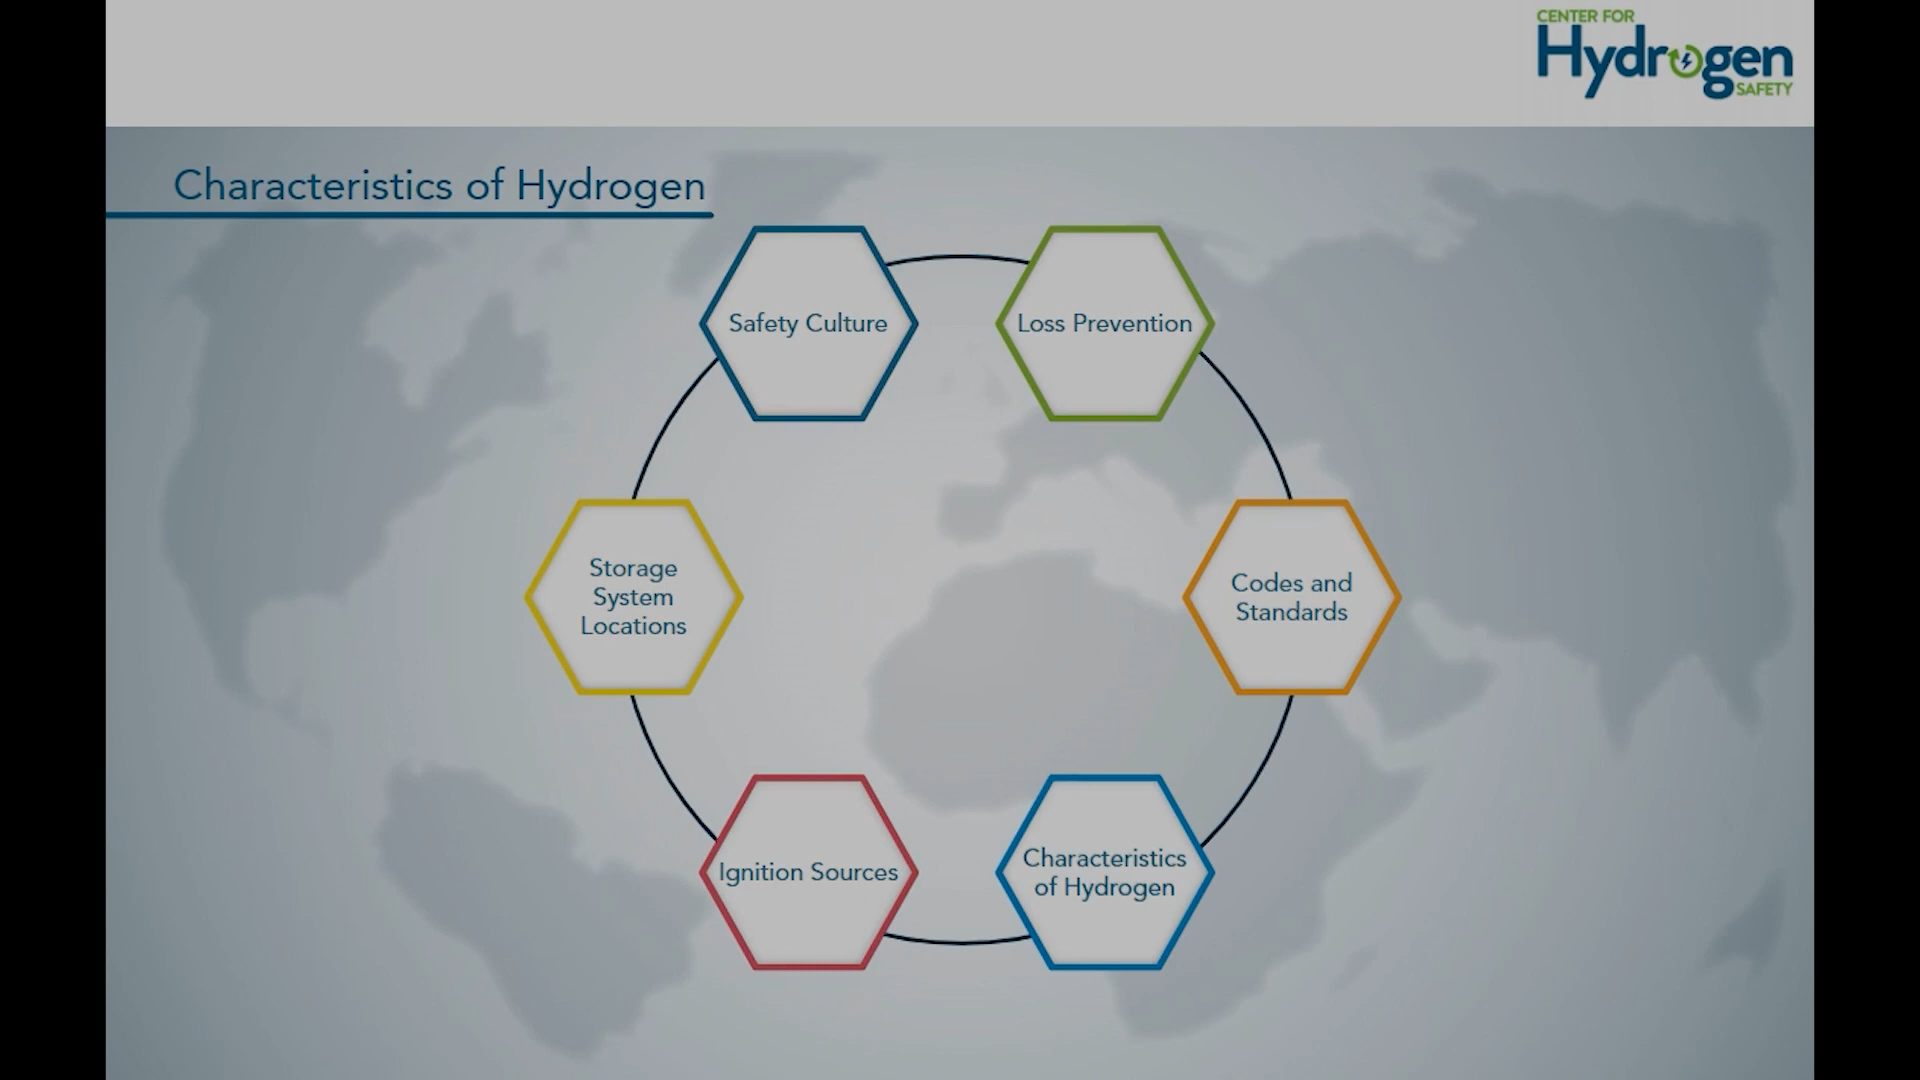 CENTER FOR
Hydrogen
SAFETY
Characteristics of Hydrogen
Safety Culture
Loss Prevention
Storage
System
Locations
Codes and
Standards
Ignition Sources
Characteristics
of Hydrogen